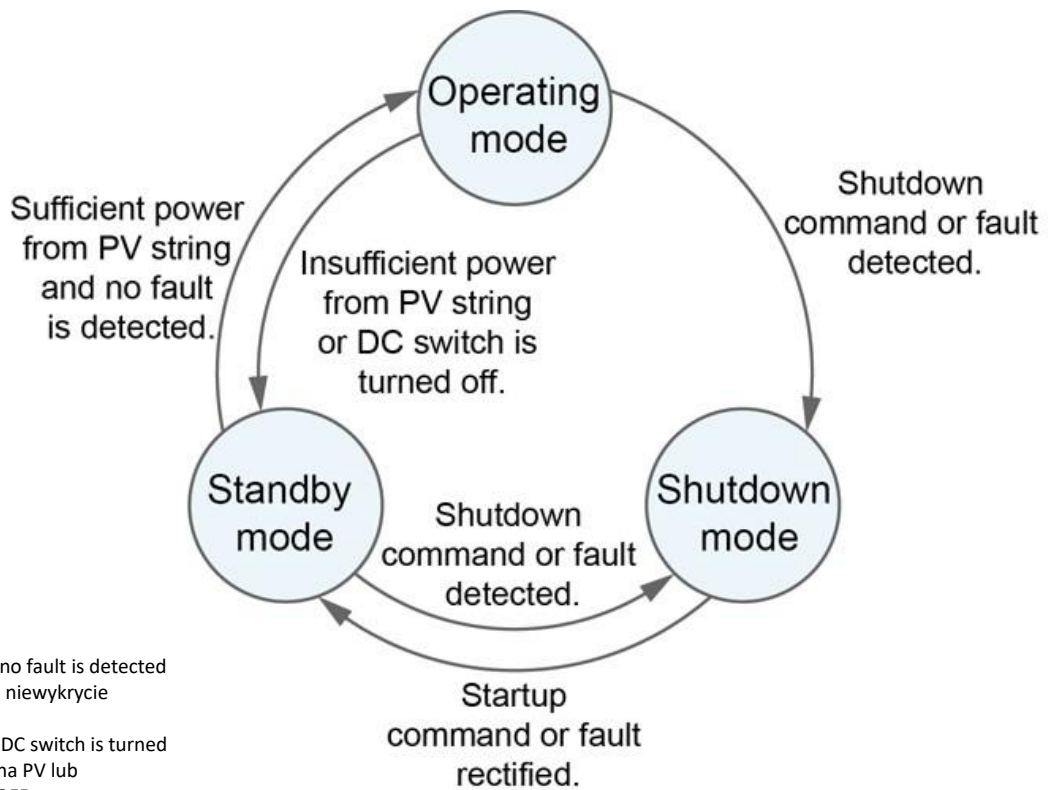 Operating
mode
Sufficient power
from PV string
and no fault
is detected.
Insufficient power
from PV string
or DC switch is
turned off.
Shutdown
command or fault
detected.
Standby
mode
Shutdown
command or fault
detected.
Shutdown
mode
Startup
command or fault
rectified.
no fault is detected
niewykrycie
DC switch is turned
na PV lub